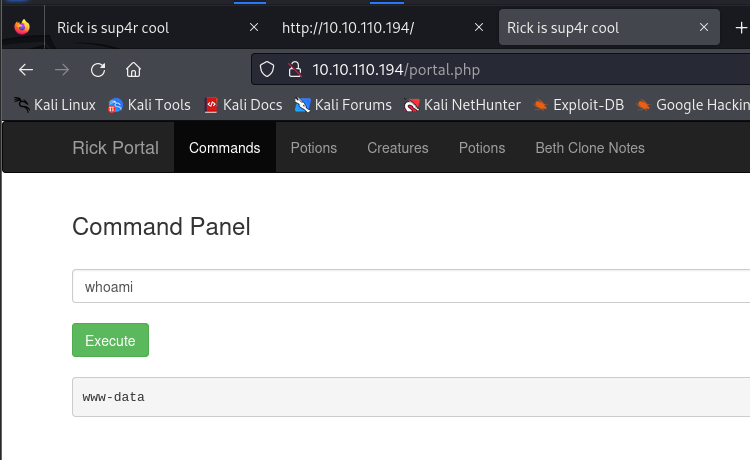 Rick is sup4r cool × http://10.10.110.194/ × Rick is sup4r cool × +
10.10.110.194/portal.php
Kali Linux Kali Tools Kali Docs Kali Forums Kali NetHunter Exploit-DB Google Hackin
Rick Portal Commands Potions Creatures Potions Beth Clone Notes
Command Panel
whoami
Execute
www-data